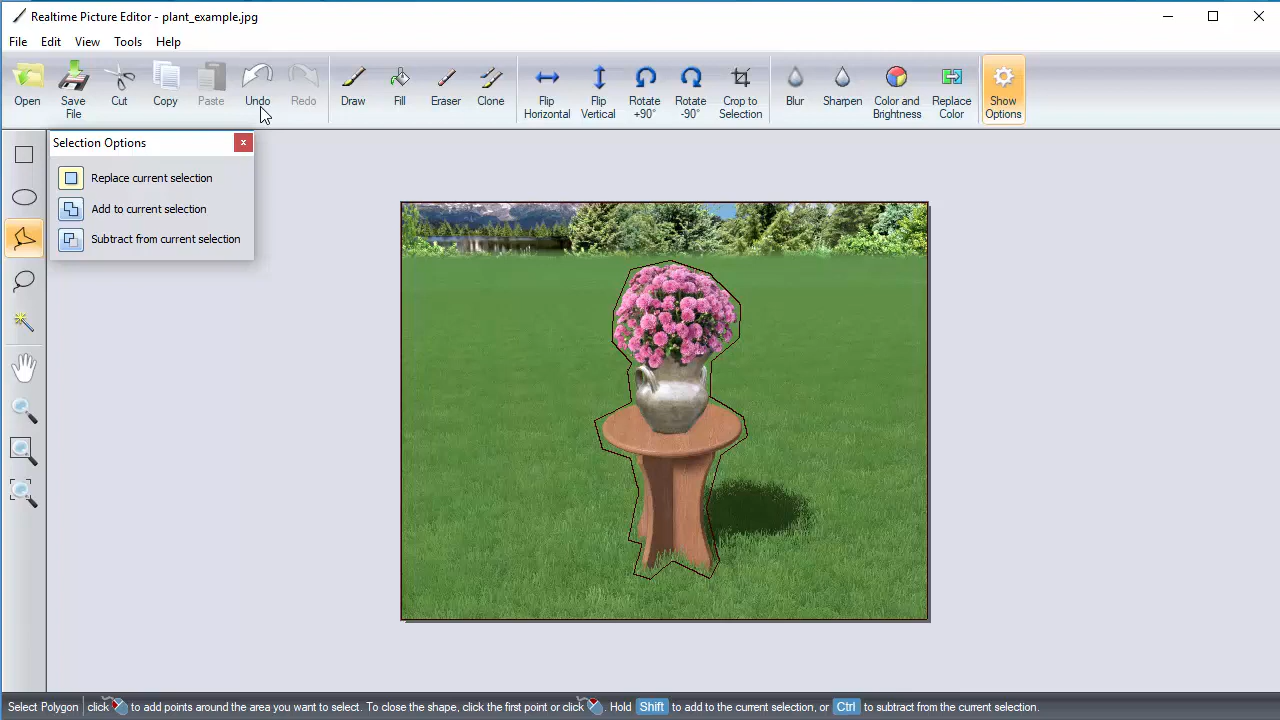 Realtime Picture Editor - plant_example.jpg
File Edit View Tools Help
Open Save File Cut Copy Paste Undo Redo Draw Fill Eraser Clone Flip Horizontal Flip Vertical Rotate +90° Rotate -90° Crop to Selection Blur Sharpen Color and Brightness Replace Color Show Options
Selection Options
Replace current selection
Add to current selection
Subtract from current selection
Select Polygon click to add points around the area you want to select. To close the shape, click the first point or click . Hold Shift to add to the current selection, or Ctrl to subtract from the current selection.